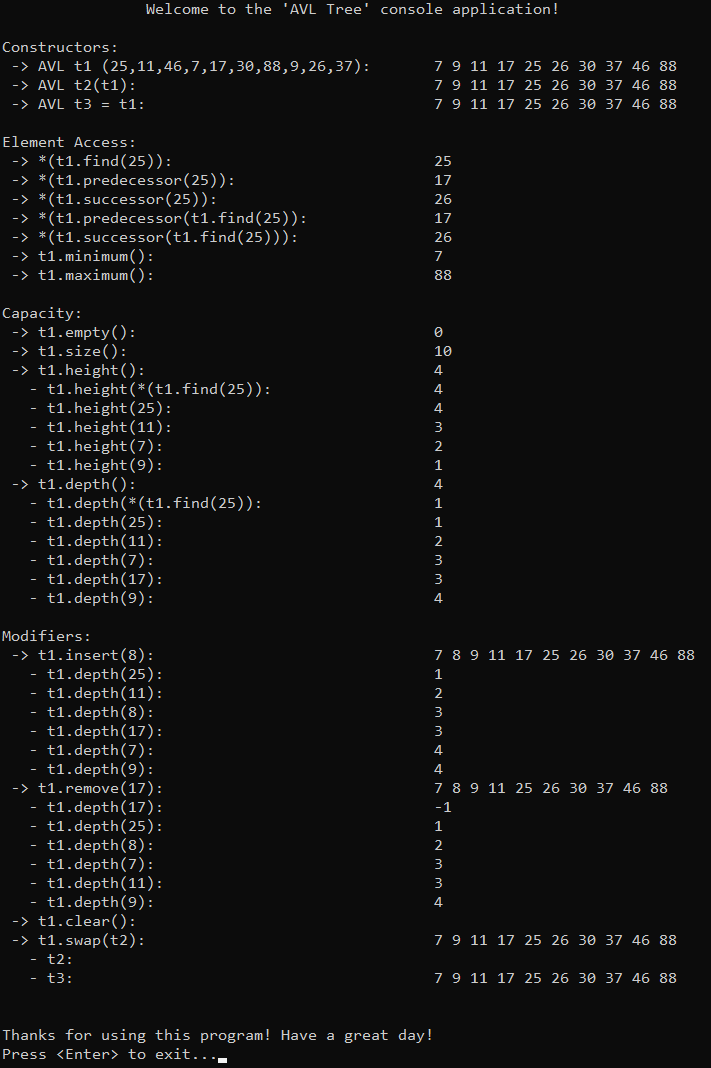 Welcome to the 'AVL Tree' console application!
Constructors:
-> AVL t1 (25,11,46,7,17,30,88,9,26,37): 7 9 11 17 25 26 30 37 46 88
-> AVL t2(t1): 7 9 11 17 25 26 30 37 46 88
-> AVL t3 = t1: 7 9 11 17 25 26 30 37 46 88
Element Access:
-> *(t1.find(25)): 25
-> *(t1.predecessor(25)): 17
-> *(t1.successor(25)): 26
-> *(t1.predecessor(t1.find(25)): 17
-> *(t1.successor(t1.find(25))): 26
-> t1.minimum(): 7
-> t1.maximum(): 88
Capacity:
-> t1.empty(): 0
-> t1.size(): 10
-> t1.height(): 4
- t1.height(*(t1.find(25)): 4
- t1.height(25): 4
- t1.height(11): 3
- t1.height(7): 2
- t1.height(9): 1
-> t1.depth(): 4
- t1.depth(*(t1.find(25)): 1
- t1.depth(25): 1
- t1.depth(11): 2
- t1.depth(7): 3
- t1.depth(17): 3
- t1.depth(9): 4
Modifiers:
-> t1.insert(8): 7 8 9 11 17 25 26 30 37 46 88
- t1.depth(25): 1
- t1.depth(11): 2
- t1.depth(8): 3
- t1.depth(17): 3
- t1.depth(7): 4
- t1.depth(9): 4
-> t1.remove(17): 7 8 9 11 25 26 30 37 46 88
- t1.depth(17): -1
- t1.depth(25): 1
- t1.depth(8): 2
- t1.depth(7): 3
- t1.depth(11): 3
- t1.depth(9): 4
-> t1.clear():
-> t1.swap(t2): 7 9 11 17 25 26 30 37 46 88
- t2:
- t3: 7 9 11 17 25 26 30 37 46 88
Thanks for using this program! Have a great day!
Press <Enter> to exit..._